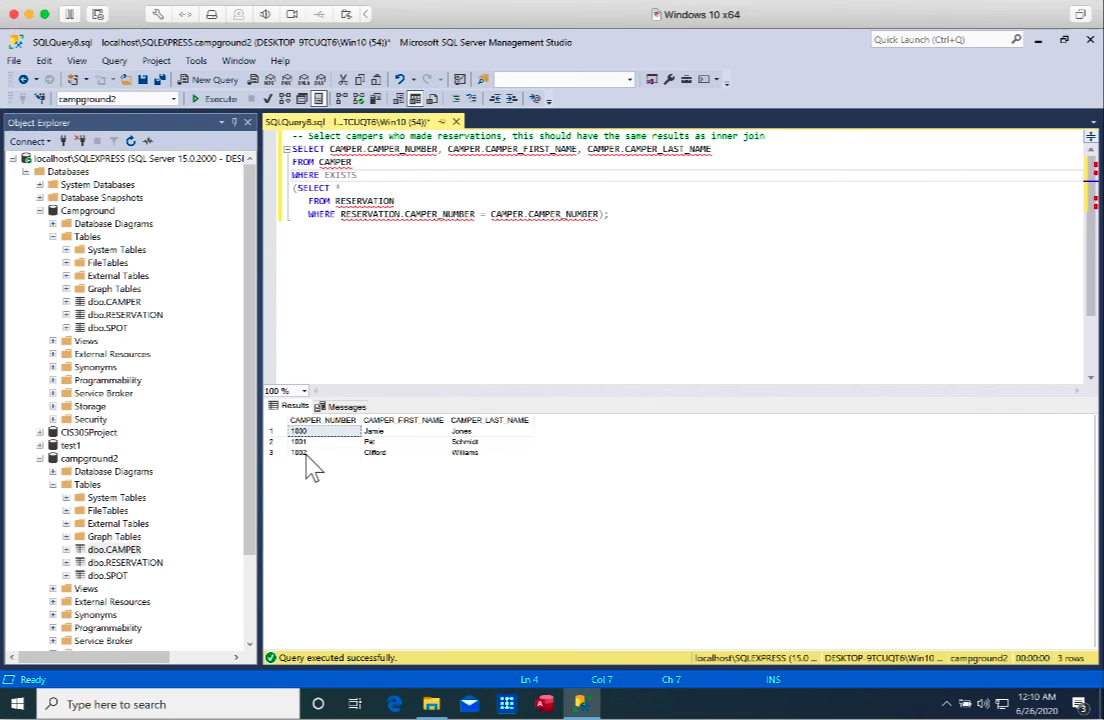 Windows 10 x64
SQLQuery8.sql localhost\SQLEXPRESS.campground2 (DESKTOP-9TCUQT6\Win10 (54))* - Microsoft SQL Server Management Studio
Quick Launch (Ctrl+Q)
File Edit View Query Project Tools Window Help
New Query
campground2 Execute
Object Explorer
SQLQuery8.sql - l...TCUQT6\Win10 (54))*
Connect
localhost\SQLEXPRESS (SQL Server 15.0.2000 - DESI
Databases
System Databases
Database Snapshots
Campground
Database Diagrams
Tables
System Tables
FileTables
External Tables
Graph Tables
dbo.CAMPER
dbo.RESERVATION
dbo.SPOT
Views
External Resources
Synonyms
Programmability
Service Broker
Storage
Security
CIS305Project
test1
campground2
Database Diagrams
Tables
System Tables
FileTables
External Tables
Graph Tables
dbo.CAMPER
dbo.RESERVATION
dbo.SPOT
Views
External Resources
Synonyms
Programmability
Service Broker
-- Select campers who made reservations, this should have the same results as inner join
SELECT CAMPER.CAMPER_NUMBER, CAMPER.CAMPER_FIRST_NAME, CAMPER.CAMPER_LAST_NAME
FROM CAMPER
WHERE EXISTS
(SELECT *
FROM RESERVATION
WHERE RESERVATION.CAMPER_NUMBER = CAMPER.CAMPER_NUMBER);
100 %
Results Messages
CAMPER_NUMBER CAMPER_FIRST_NAME CAMPER_LAST_NAME
1 1000 Jamie Jones
2 1001 Pat Schmidt
3 1002 Clifford Williams
Query executed successfully.
localhost\SQLEXPRESS (15.0 ... DESKTOP-9TCUQT6\Win10 ... campground2 00:00:00 3 rows
Ready Ln 4 Col 7 Ch 7 INS
Type here to search
12:10 AM
6/26/2020
3